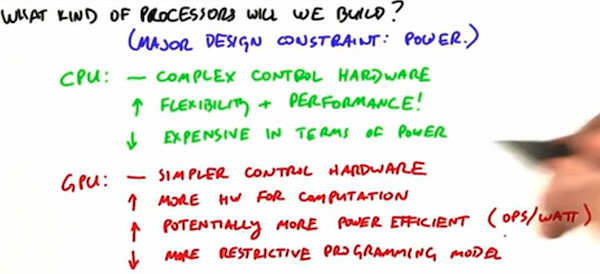 WHAT KIND OF PROCESSORS WILL WE BUILD?
(MAJOR DESIGN CONSTRAINT: POWER.)
CPU: — COMPLEX CONTROL HARDWARE
↑ FLEXIBILITY + PERFORMANCE!
↓ EXPENSIVE IN TERMS OF POWER
GPU: — SIMPLER CONTROL HARDWARE
↑ MORE HW FOR COMPUTATION
↑ POTENTIALLY MORE POWER EFFICIENT (OPS/WATT)
↓ MORE RESTRICTIVE PROGRAMMING MODEL